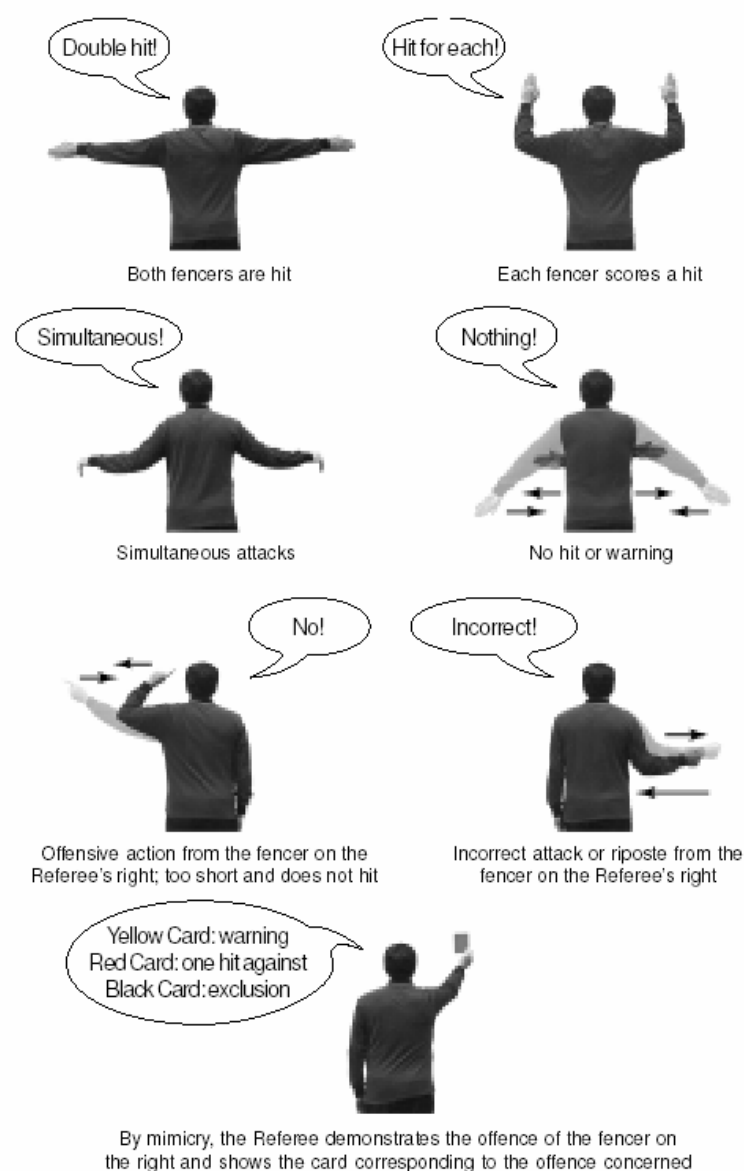 Double hit!
Hit for each!
Both fencers are hit
Each fencer scores a hit
Simultaneous!
Nothing!
Simultaneous attacks
No hit or warning
No!
Incorrect!
Offensive action from the fencer on the
Referee's right; too short and does not hit
Incorrect attack or riposte from the
fencer on the Referee's right
Yellow Card: warning
Red Card: one hit against
Black Card: exclusion
By mimicry, the Referee demonstrates the offence of the fencer on
the right and shows the card corresponding to the offence concerned